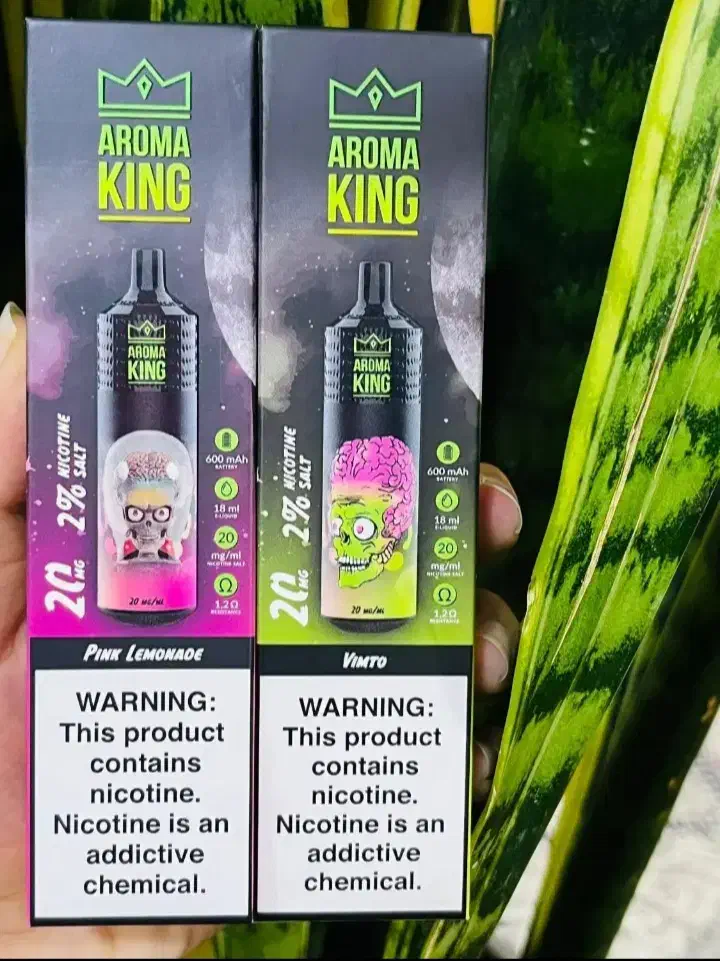 AROMA
KING
AROMA
KING
20MG 2% NICOTINE
SALT
600 mAh
BATTERY
18 ml
E-LIQUID
20
mg/ml
NICOTINE SALT
Ω
1,2Ω
RESISTANCE
20 MG/ML
PINK LEMONADE
WARNING:
This product
contains
nicotine.
Nicotine is an
addictive
chemical.
AROMA
KING
AROMA
KING
20MG 2% NICOTINE
SALT
600 mAh
BATTERY
18 ml
E-LIQUID
20
mg/ml
NICOTINE SALT
Ω
1,2Ω
RESISTANCE
20 MG/ML
VIMTO
WARNING:
This product
contains
nicotine.
Nicotine is an
addictive
chemical.